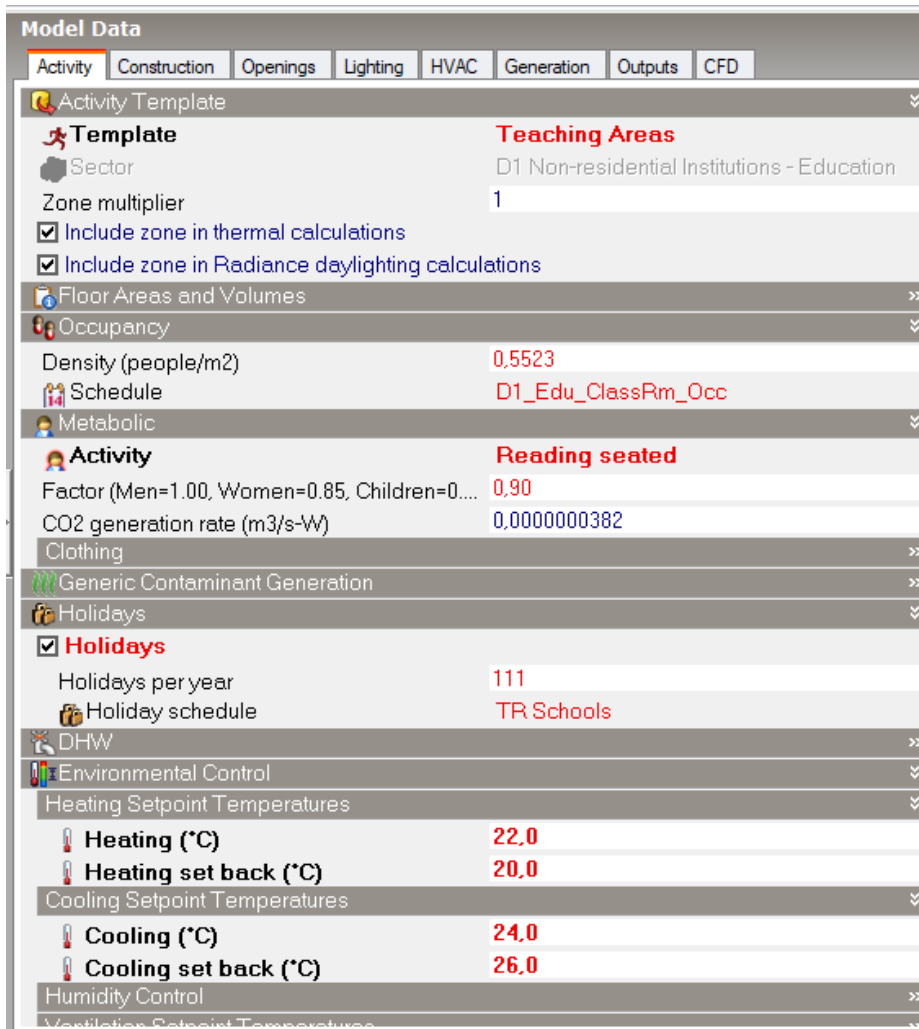 Model Data
Activity Construction Openings Lighting HVAC Generation Outputs CFD
Activity Template
Template Teaching Areas
Sector D1 Non-residential Institutions - Education
Zone multiplier 1
Include zone in thermal calculations
Include zone in Radiance daylighting calculations
Floor Areas and Volumes
Occupancy
Density (people/m2) 0,5523
14 Schedule D1_Edu_ClassRm_Occ
Metabolic
Activity Reading seated
Factor (Men=1.00, Women=0.85, Children=0.... 0,90
CO2 generation rate (m3/s-W) 0,0000000382
Clothing
Generic Contaminant Generation
Holidays
Holidays
Holidays per year 111
Holiday schedule TR Schools
DHW
Environmental Control
Heating Setpoint Temperatures
Heating (°C) 22,0
Heating set back (°C) 20,0
Cooling Setpoint Temperatures
Cooling (°C) 24,0
Cooling set back (°C) 26,0
Humidity Control
Ventilation Setpoint Temperatures